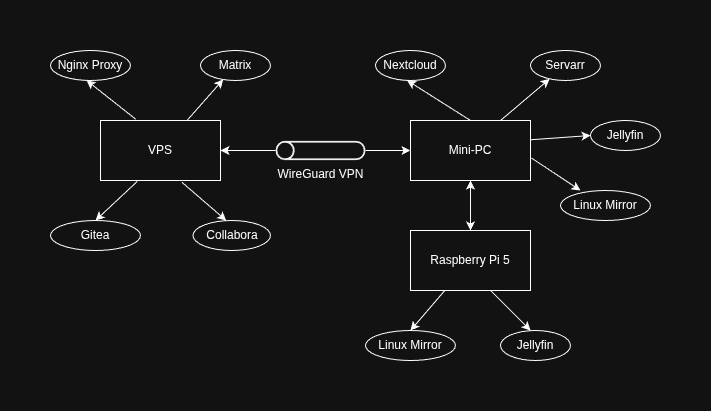 Nginx Proxy
Matrix
Nextcloud
Servarr
VPS
WireGuard VPN
Mini-PC
Jellyfin
Linux Mirror
Gitea
Collabora
Raspberry Pi 5
Linux Mirror
Jellyfin